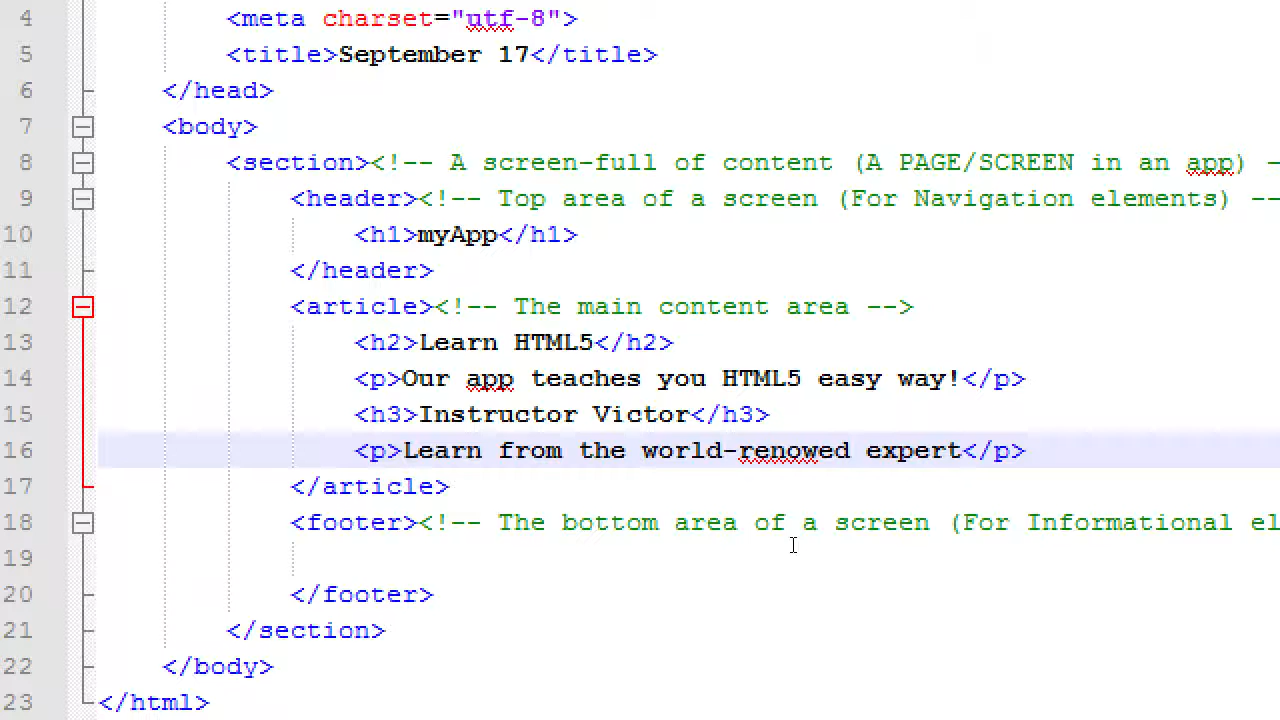 4 <meta charset="utf-8">
5 <title>September 17</title>
6 </head>
7 <body>
8 <section><!-- A screen-full of content (A PAGE/SCREEN in an app) -
9 <header><!-- Top area of a screen (For Navigation elements) --
10 <h1>myApp</h1>
11 </header>
12 <article><!-- The main content area -->
13 <h2>Learn HTML5</h2>
14 <p>Our app teaches you HTML5 easy way!</p>
15 <h3>Instructor Victor</h3>
16 <p>Learn from the world-renowed expert</p>
17 </article>
18 <footer><!-- The bottom area of a screen (For Informational el
19
20 </footer>
21 </section>
22 </body>
23 </html>